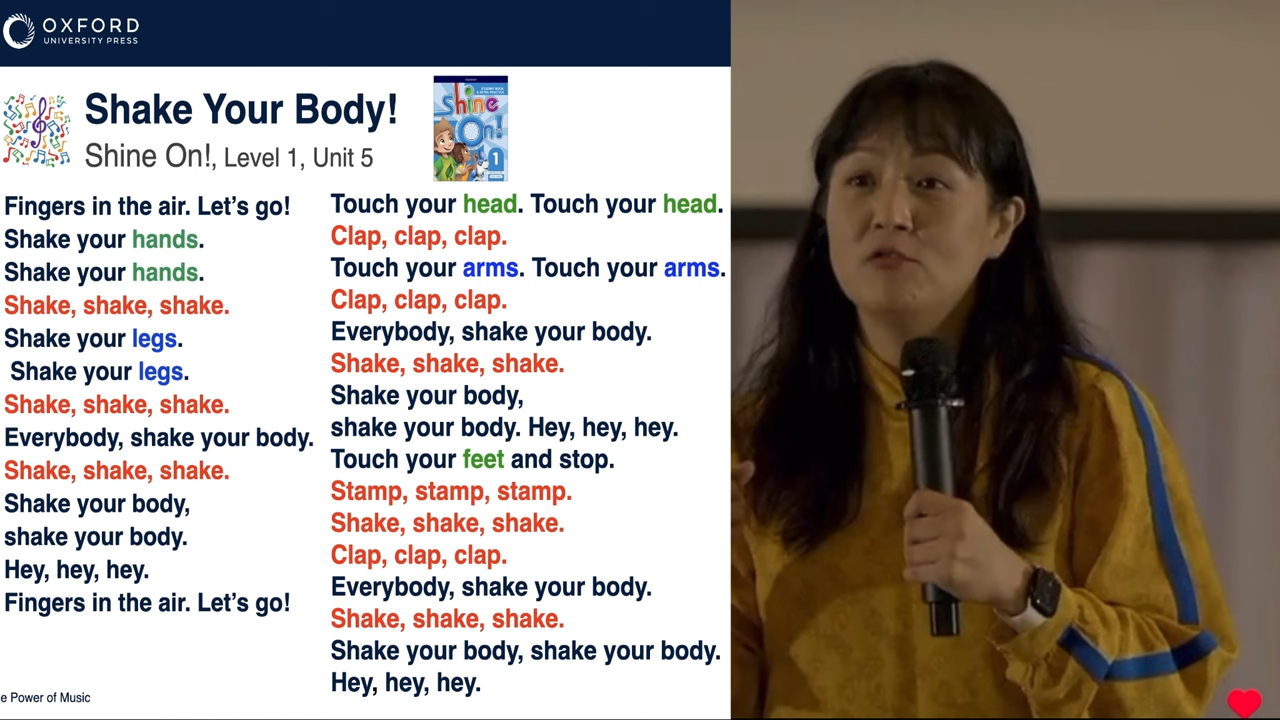 OXFORD
UNIVERSITY PRESS
Shake Your Body!
Shine On!, Level 1, Unit 5
shine
On!
1
Fingers in the air. Let's go!
Shake your hands.
Shake your hands.
Shake, shake, shake.
Shake your legs.
Shake your legs.
Shake, shake, shake.
Everybody, shake your body.
Shake, shake, shake.
Shake your body,
shake your body.
Hey, hey, hey.
Fingers in the air. Let's go!
Touch your head. Touch your head.
Clap, clap, clap.
Touch your arms. Touch your arms.
Clap, clap, clap.
Everybody, shake your body.
Shake, shake, shake.
Shake your body,
shake your body. Hey, hey, hey.
Touch your feet and stop.
Stamp, stamp, stamp.
Shake, shake, shake.
Clap, clap, clap.
Everybody, shake your body.
Shake, shake, shake.
Shake your body, shake your body.
Hey, hey, hey.
e Power of Music